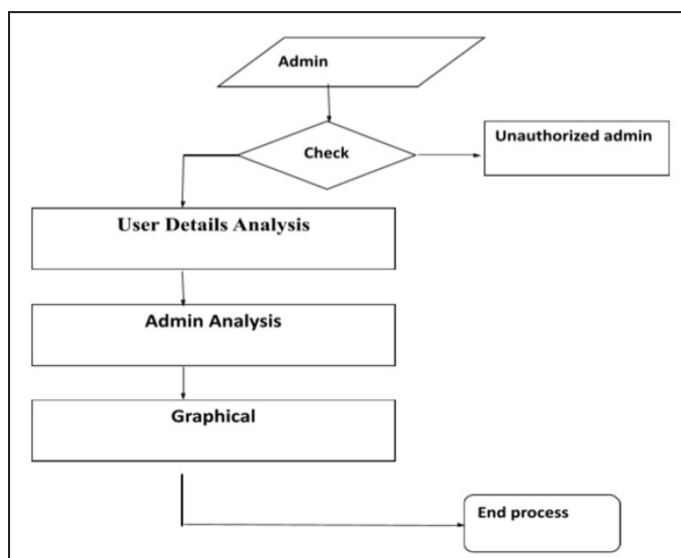 Admin
Check
Unauthorized admin
User Details Analysis
Admin Analysis
Graphical
End process